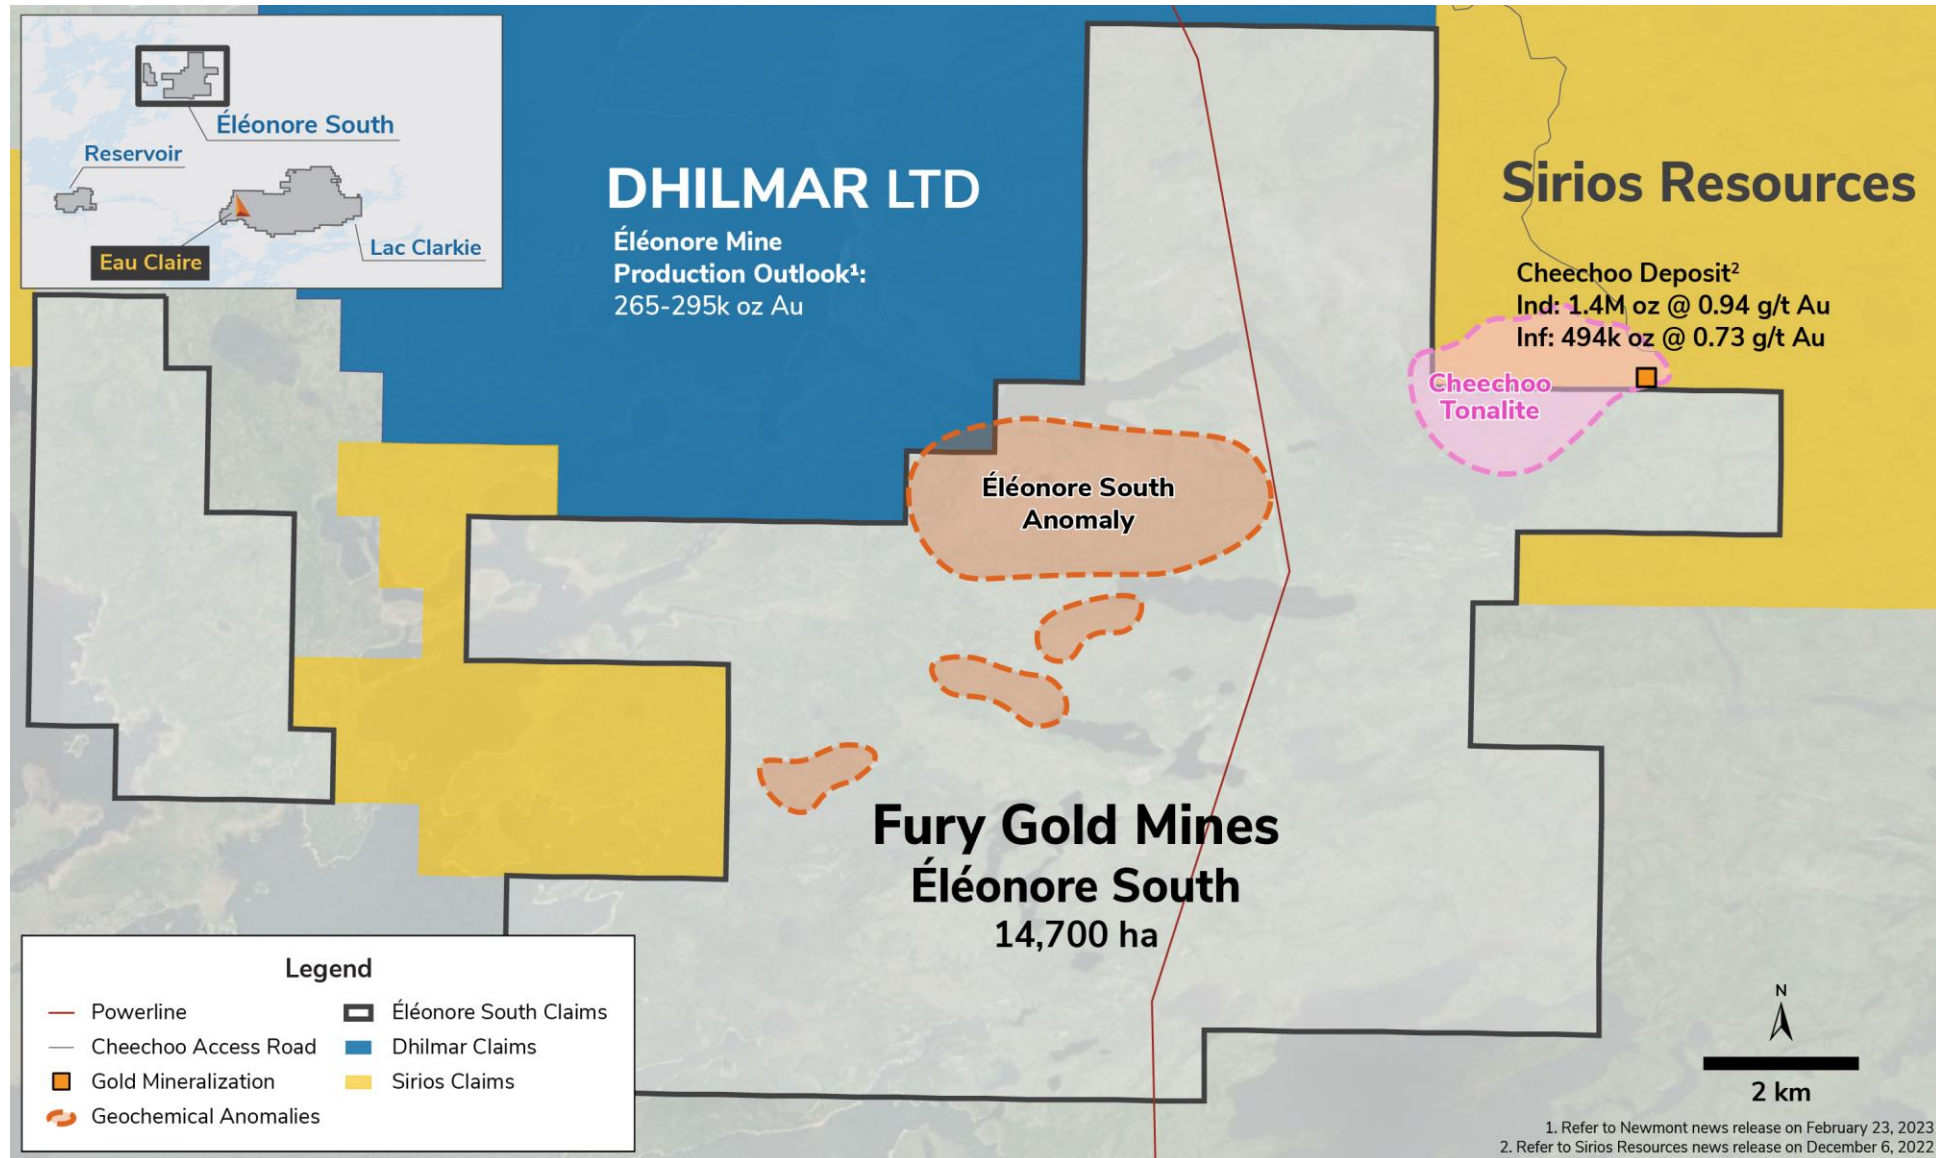 Éléonore South
Reservoir
Eau Claire
Lac Clarkie
DHILMAR LTD
Éléonore Mine
Production Outlook¹:
265-295k oz Au
Sirios Resources
Cheechoo Deposit²
Ind: 1.4M oz @ 0.94 g/t Au
Inf: 494k oz @ 0.73 g/t Au
Cheechoo
Tonalite
Éléonore South
Anomaly
Fury Gold Mines
Éléonore South
14,700 ha
Legend
Powerline
Cheechoo Access Road
Gold Mineralization
Geochemical Anomalies
Éléonore South Claims
Dhilmar Claims
Sirios Claims
N
2 km
1. Refer to Newmont news release on February 23, 2023
2. Refer to Sirios Resources news release on December 6, 2022